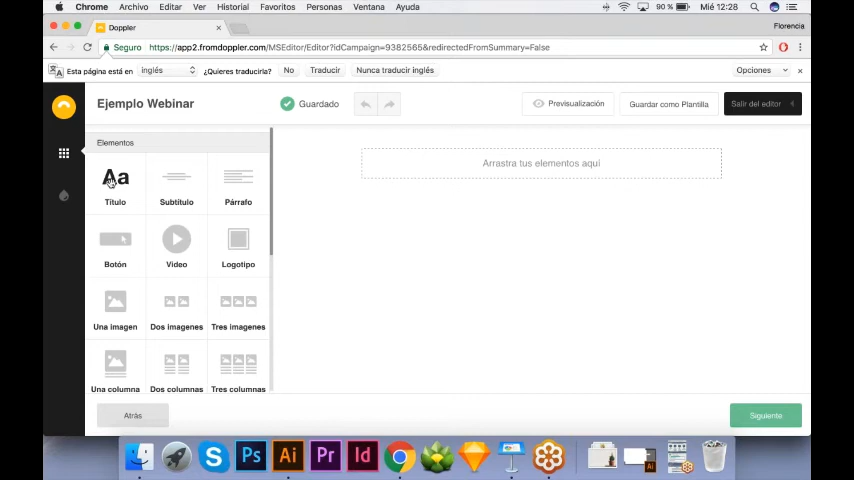 Chrome Archivo Editar Ver Historial Favoritos Personas Ventana Ayuda 90 % Mié 12:28
Doppler Florencia
Seguro https://app2.fromdoppler.com/MSEditor/Editor?idCampaign=9382565&redirectedFromSummary=False
Esta página está en inglés ¿Quieres traducirla? No Traducir Nunca traducir inglés Opciones
Ejemplo Webinar Guardado Previsualización Guardar como Plantilla Salir del editor
Elementos
Arrastra tus elementos aquí
Aa
Título Subtítulo Párrafo
Botón Video Logotipo
Una imagen Dos imagenes Tres imagenes
Una columna Dos columnas Tres columnas
Atrás Siguiente
S Ps Ai Pr Id
Ai